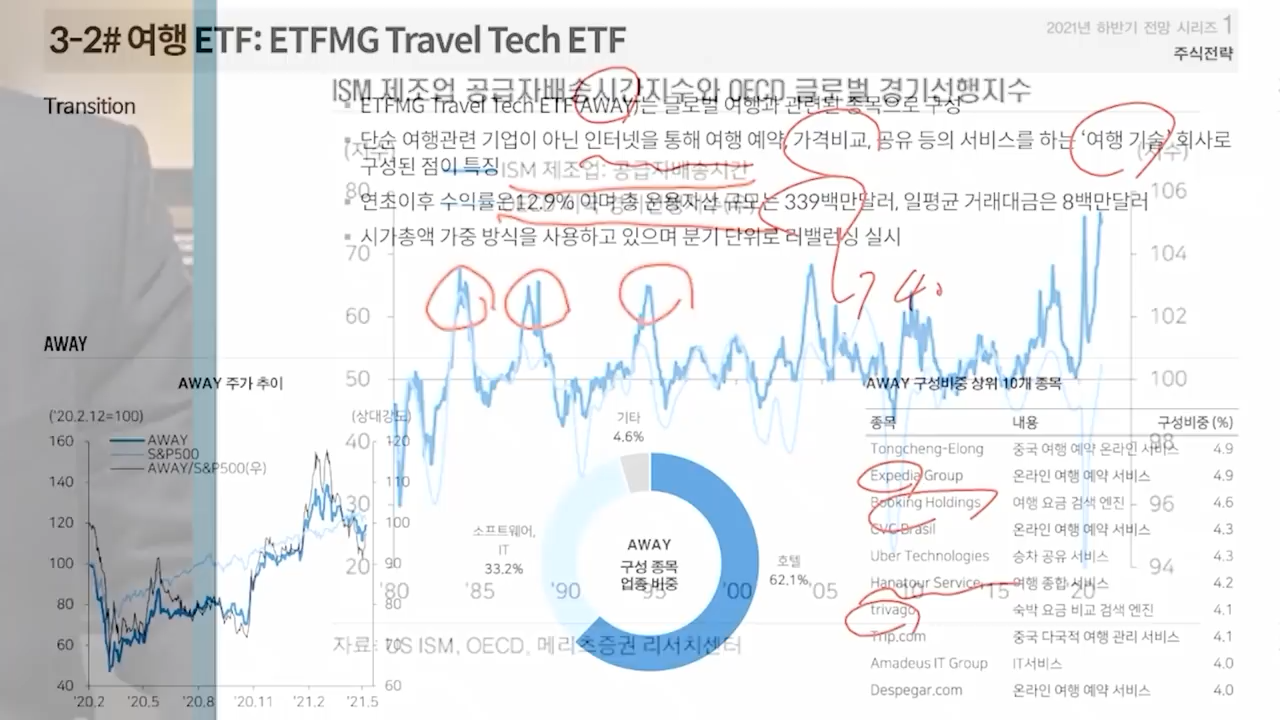 3-2# 여행 ETF: ETFMG Travel Tech ETF
2021년 하반기 전망 시리즈 1
주식전략
ISM 제조업 공급자배송시간지수와 OECD 글로벌 경기선행지수
Transition
ETFMG Travel Tech ETF(AWAY)는 글로벌 여행과 관련된 종목으로 구성
단순 여행관련 기업이 아닌 인터넷을 통해 여행 예약, 가격비교, 공유 등의 서비스를 하는 ‘여행 기술’ 회사로
구성된 점이 특징
(지수)
(지수)
ISM 제조업: 공급자배송시간
연초이후 수익률은 12.9% 이며 총 운용자산 규모는 339백만달러, 일평균 거래대금은 8백만달러
시가총액 가중 방식을 사용하고 있으며 분기 단위로 리밸런싱 실시
80
70
60
50
40
30
20
106
104
102
100
98
96
94
'80
'85
'90
'95
'00
'05
'10
'15
'20
자료: US ISM, OECD, 메리츠증권 리서치센터
AWAY
AWAY 주가 추이
('20.2.12=100)
(상대강도)
AWAY
S&P500
AWAY/S&P500(우)
160
140
120
100
80
60
40
120
110
100
90
80
70
60
'20.2
'20.5
'20.8
'20.11
'21.2
'21.5
기타
4.6%
소프트웨어,
IT
33.2%
AWAY
구성 종목
업종 비중
호텔
62.1%
AWAY 구성비중 상위 10개 종목
종목 내용 구성비중 (%)
Tongcheng-Elong 중국 여행 예약 온라인 서비스 4.9
Expedia Group 온라인 여행 예약 서비스 4.9
Booking Holdings 여행 요금 검색 엔진 4.6
CVC Brasil 온라인 여행 예약 서비스 4.3
Uber Technologies 승차 공유 서비스 4.3
Hanatour Service 여행 종합 서비스 4.2
trivago 숙박 요금 비교 검색 엔진 4.1
Trip.com 중국 다국적 여행 관리 서비스 4.1
Amadeus IT Group IT서비스 4.0
Despegar.com 온라인 여행 예약 서비스 4.0